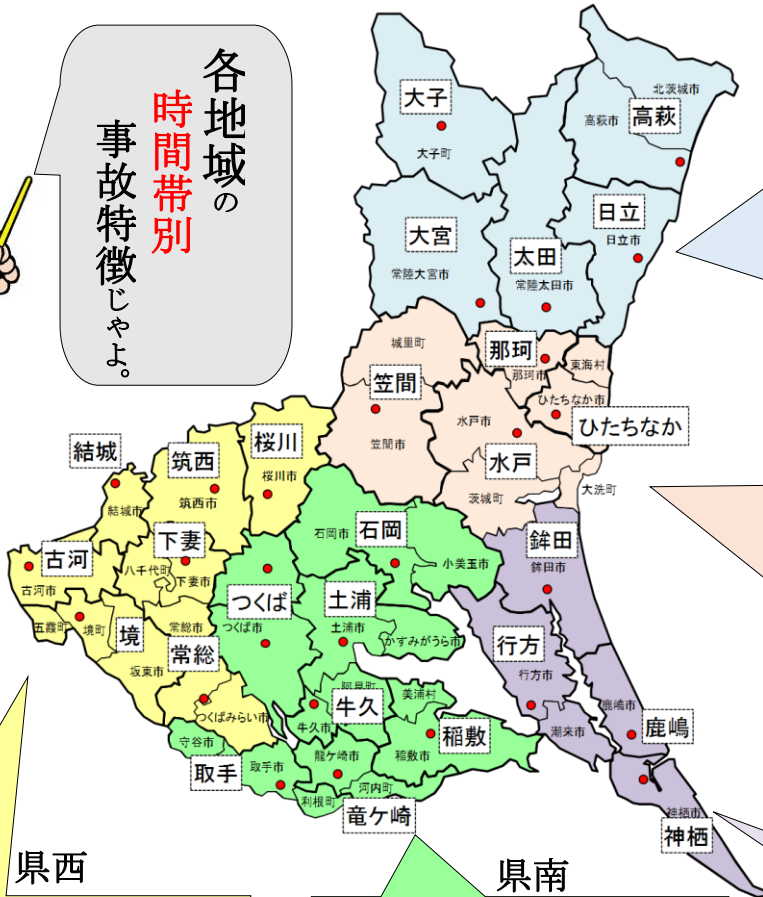 各地域の
時間帯別
事故特徴じゃよ。
大子
大子町
北茨城市
高萩市
高萩
日立
日立市
大宮
常陸大宮市
太田
常陸太田市
城里町
那珂
那珂市
東海村
笠間
笠間市
ひたちなか市
ひたちなか
水戸市
水戸
茨城町
大洗町
結城
結城市
筑西
筑西市
桜川
桜川市
石岡市
石岡
小美玉市
鉾田
鉾田市
古河
古河市
下妻
八千代町
下妻市
つくば
つくば市
土浦
土浦市
かすみがうら市
行方
行方市
五霞町
境町
境
坂東市
常総市
常総
つくばみらい市
阿見町
美浦村
牛久
牛久市
稲敷
稲敷市
鹿嶋市
鹿嶋
潮来市
守谷市
取手
取手市
龍ケ崎市
河内町
利根町
竜ケ崎
神栖市
神栖
県西
県南